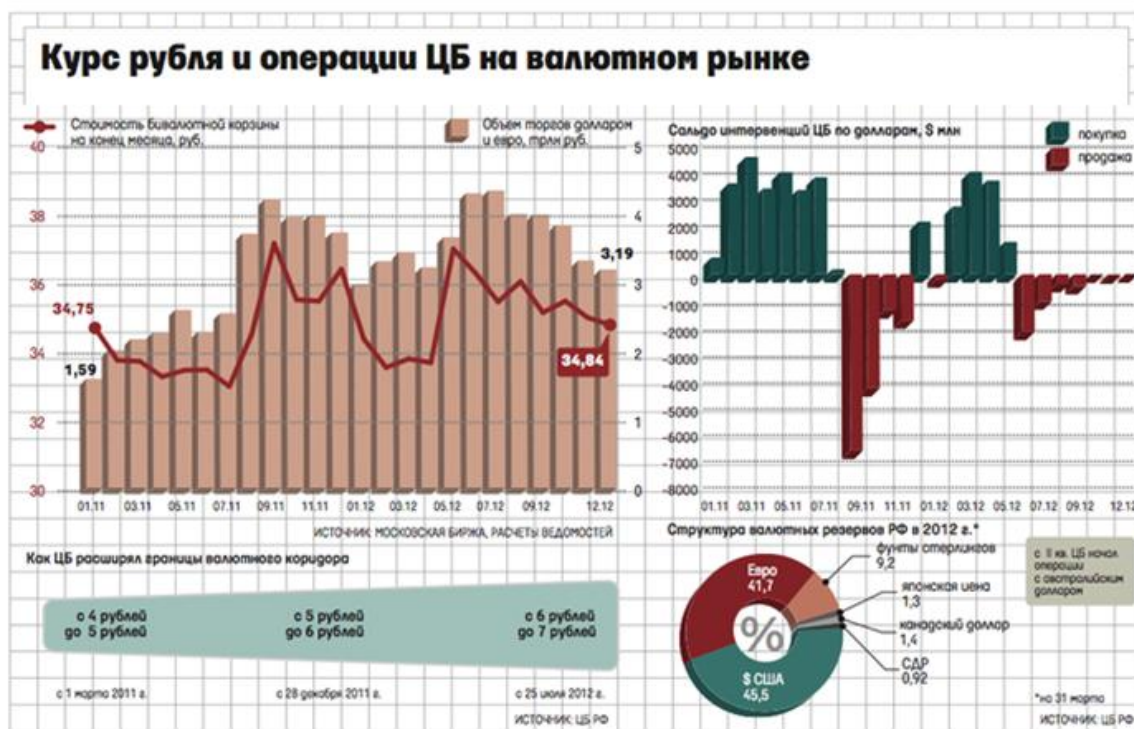 Курс рубля и операции ЦБ на валютном рынке
Стоимость бивалютной корзины
на конец месяца, руб.
Объем торгов долларом
и евро, трлн руб.
40
38
36
34
32
30
5
4
3
2
1
0
34,75
1,59
3,19
34,84
01.11 03.11 05.11 07.11 09.11 11.11 01.12 03.12 05.12 07.12 09.12 12.12
ИСТОЧНИК: МОСКОВСКАЯ БИРЖА, РАСЧЕТЫ ВЕДОМОСТЕЙ
Сальдо интервенций ЦБ по долларам, $ млн
покупка
продажа
5000
4000
3000
2000
1000
0
-1000
-2000
-3000
-4000
-5000
-6000
-7000
-8000
01.11 03.11 05.11 07.11 09.11 11.11 01.12 03.12 05.12 07.12 09.12 12.12
Как ЦБ расширял границы валютного коридора
с 4 рублей
до 5 рублей
с 5 рублей
до 6 рублей
с 6 рублей
до 7 рублей
с 1 марта 2011 г.
с 28 декабря 2011 г.
с 25 июля 2012 г.
ИСТОЧНИК: ЦБ РФ
Структура валютных резервов РФ в 2012 г.*
Евро
41,7
фунты стерлингов
9,2
японская иена
1,3
канадский доллар
1,4
СДР
0,92
$ США
45,5
%
с II кв. ЦБ начал
операции
с австралийским
долларом
*на 31 марта
ИСТОЧНИК: ЦБ РФ